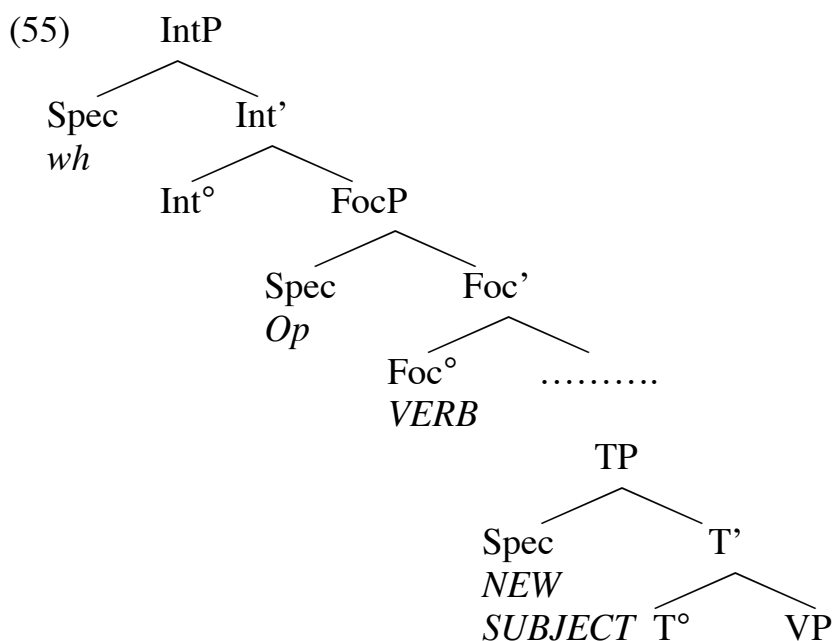 (55) IntP
Spec Int’
wh
Int° FocP
Spec Foc’
Op
Foc° ……….
VERB
TP
Spec T’
NEW
SUBJECT T° VP